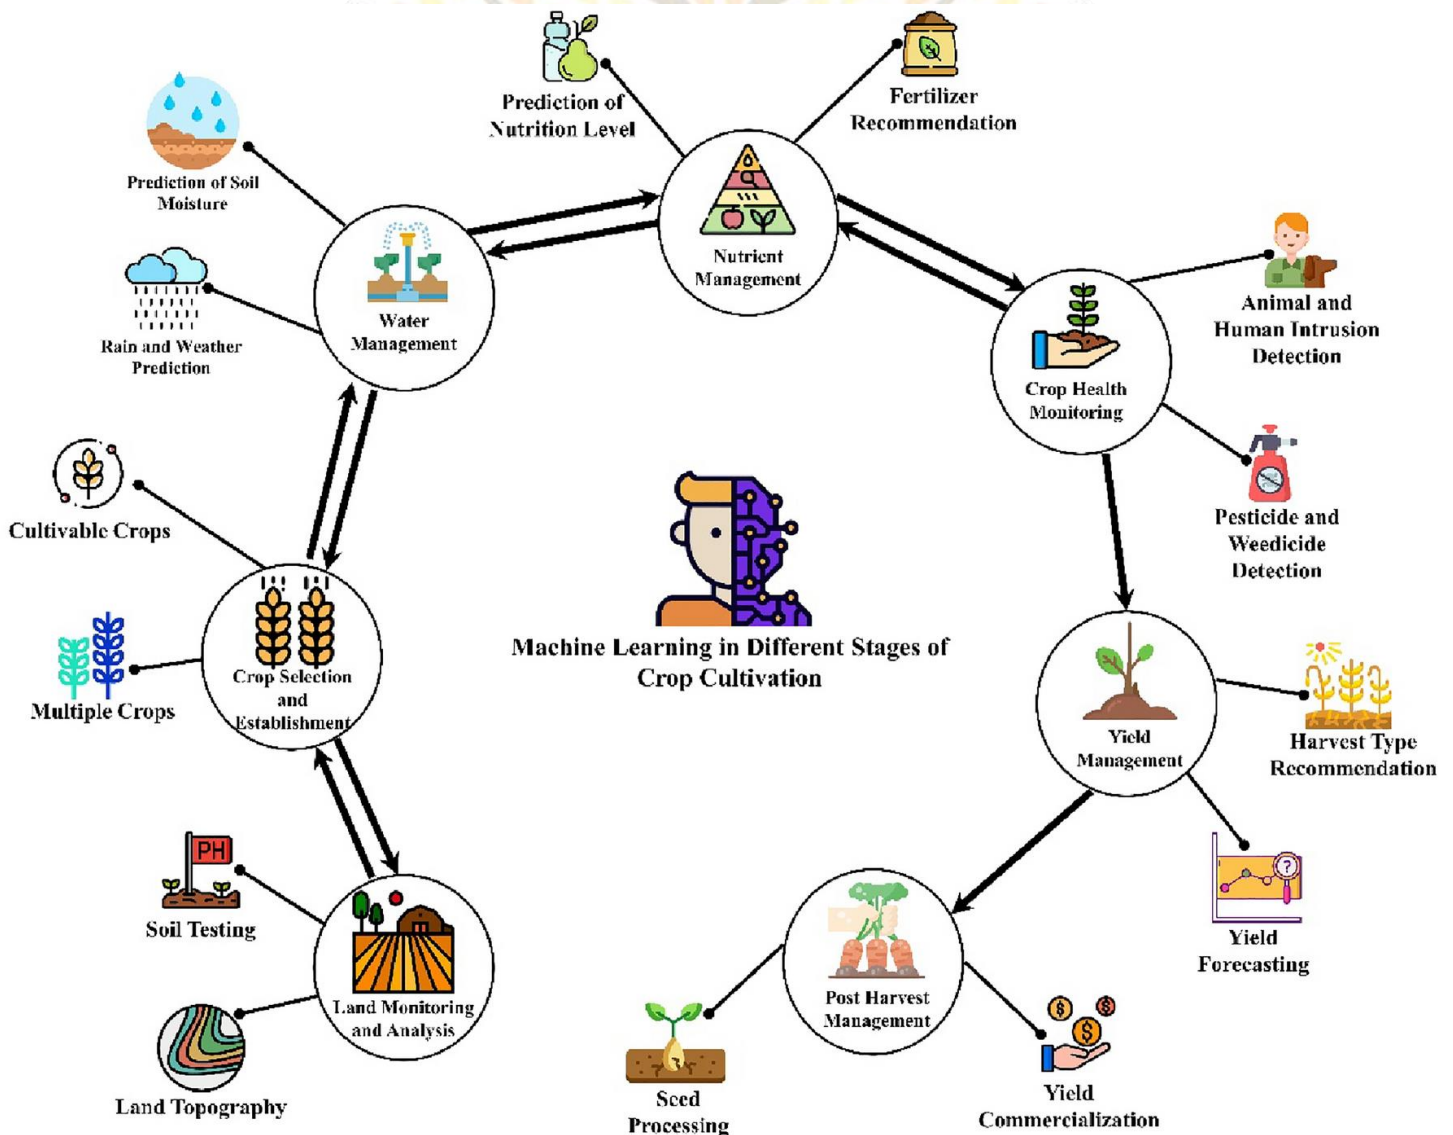 Prediction of
Nutrition Level
Fertilizer
Recommendation
Prediction of Soil
Moisture
Nutrient
Management
Rain and Weather
Prediction
Water
Management
Animal and
Human Intrusion
Detection
Crop Health
Monitoring
Cultivable Crops
Pesticide and
Weedicide
Detection
Machine Learning in Different Stages of
Crop Cultivation
Multiple Crops
Crop Selection
and
Establishment
Yield
Management
Harvest Type
Recommendation
PH
Soil Testing
?
Yield
Forecasting
Land Monitoring
and Analysis
Post Harvest
Management
Land Topography
$ $
$
Seed
Processing
Yield
Commercialization